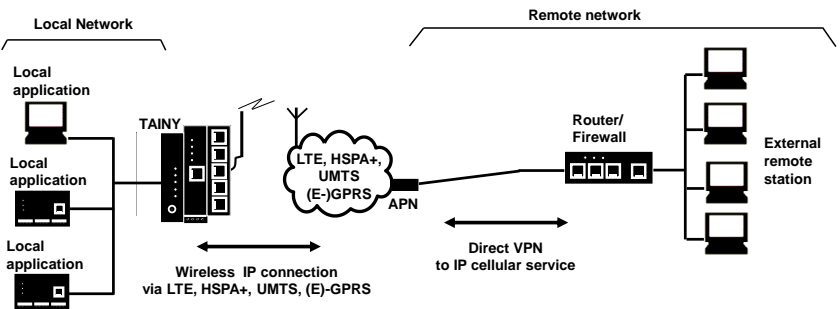 Local Network
Remote network
Local
application
TAINY
Local
application
Local
application
LTE, HSPA+,
UMTS
(E-)GPRS
APN
Router/
Firewall
External
remote
station
Wireless IP connection
via LTE, HSPA+, UMTS, (E)-GPRS
Direct VPN
to IP cellular service